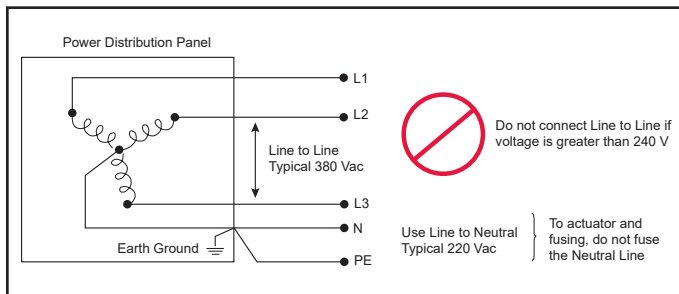 Power Distribution Panel
L1
L2
Line to Line
Typical 380 Vac
Do not connect Line to Line if
voltage is greater than 240 V
L3
N
Earth Ground
PE
Use Line to Neutral
Typical 220 Vac
To actuator and
fusing, do not fuse
the Neutral Line